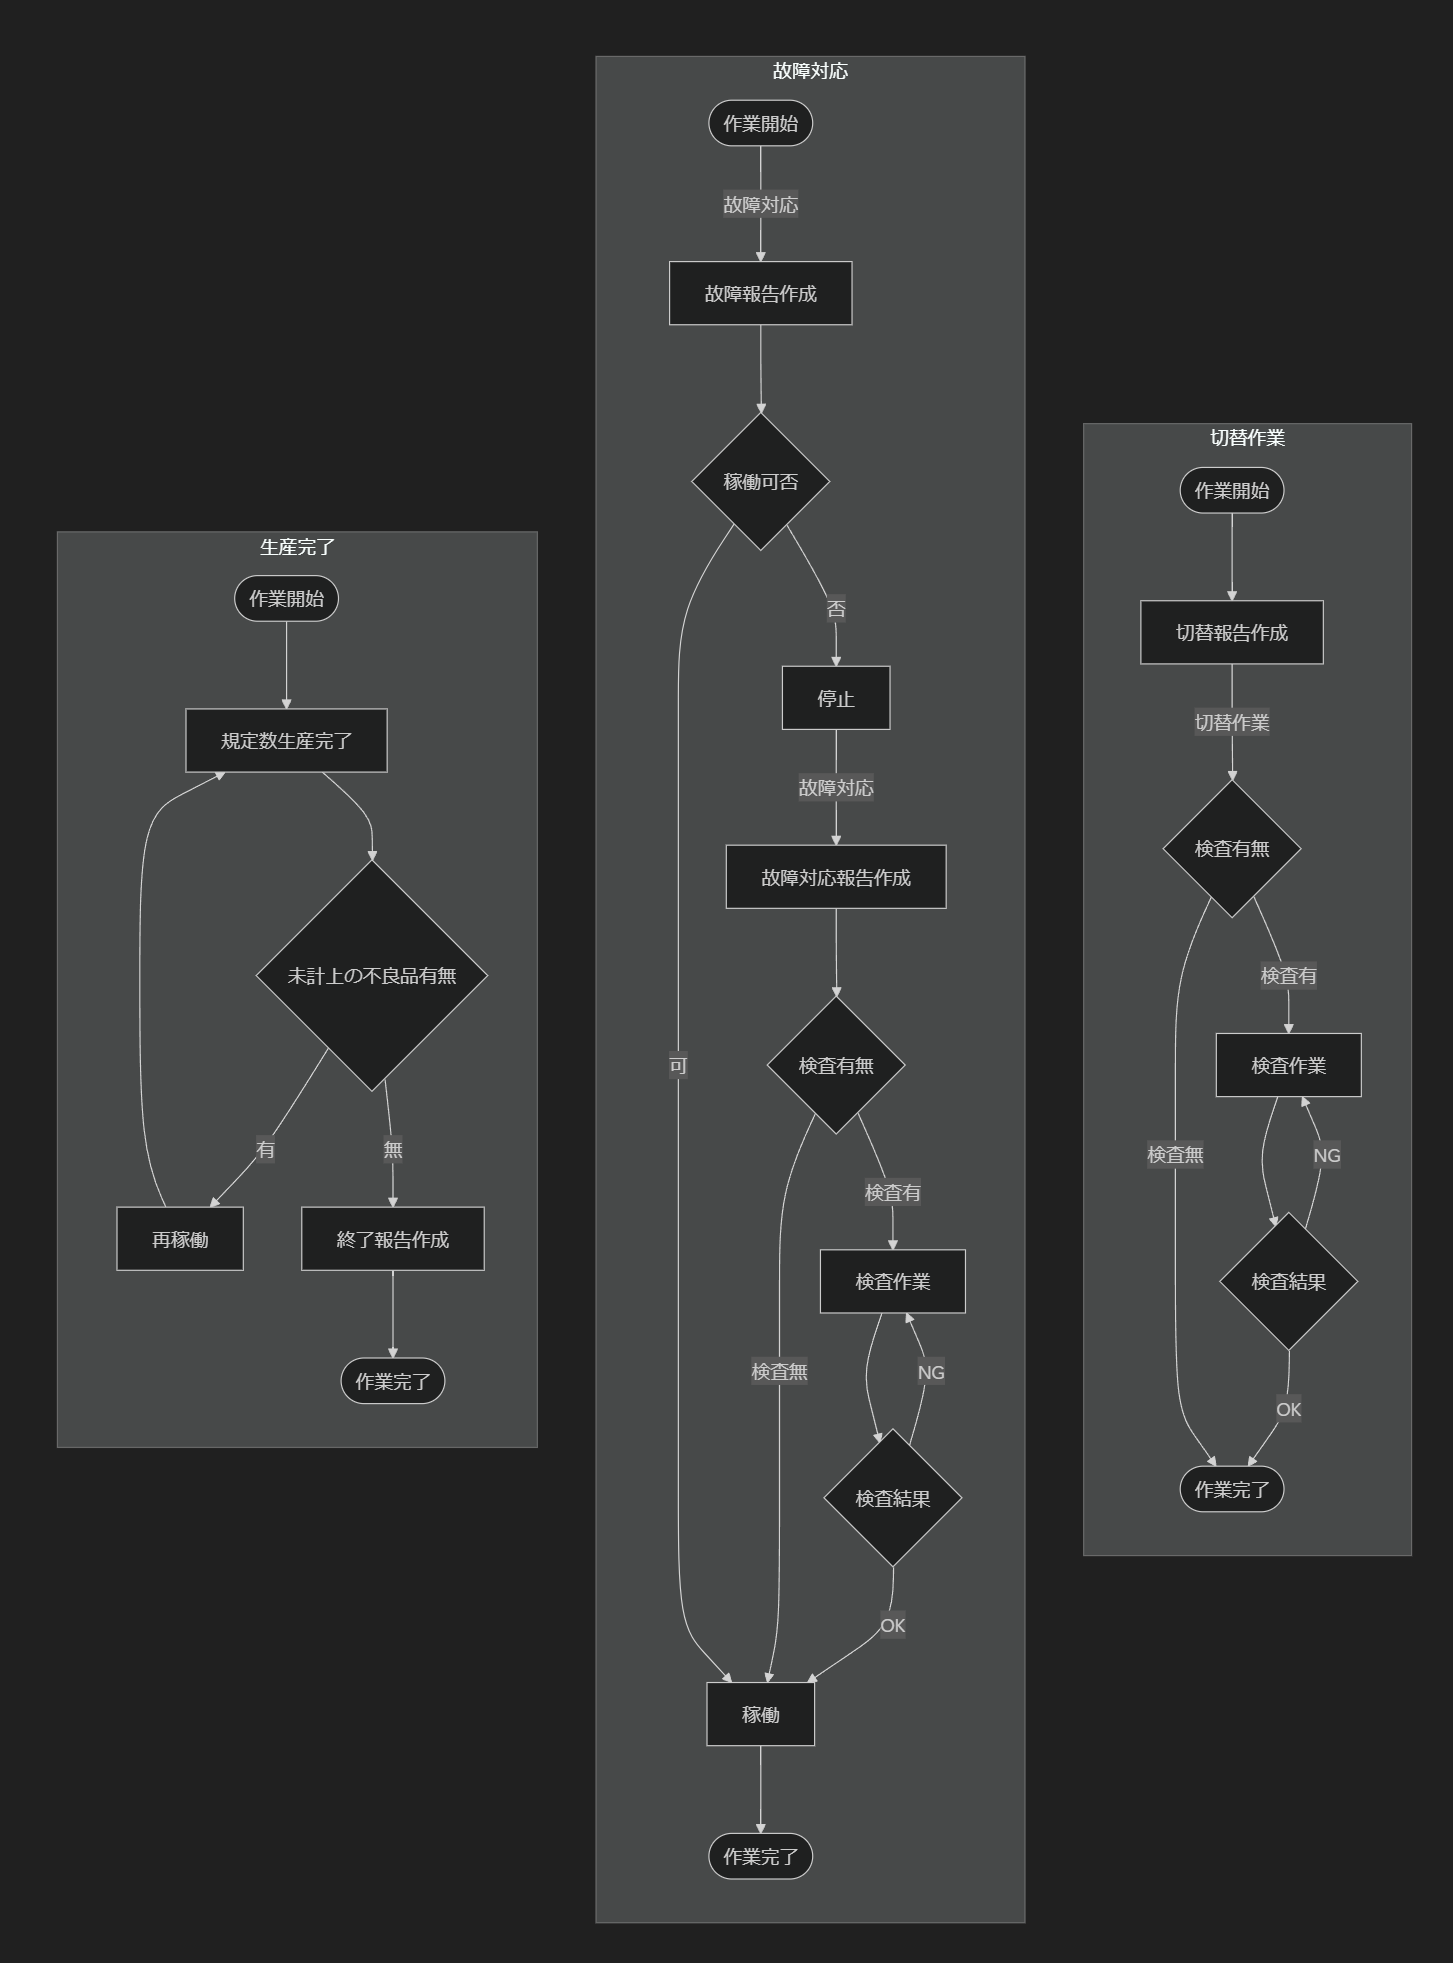 生産完了
作業開始
規定数生産完了
未計上の不良品有無
有
無
再稼働
終了報告作成
作業完了
故障対応
作業開始
故障対応
故障報告作成
稼働可否
否
停止
故障対応
故障対応報告作成
可
検査有無
検査有
検査作業
検査無
NG
検査結果
OK
稼働
作業完了
切替作業
作業開始
切替報告作成
切替作業
検査有無
検査有
検査作業
検査無
NG
検査結果
OK
作業完了